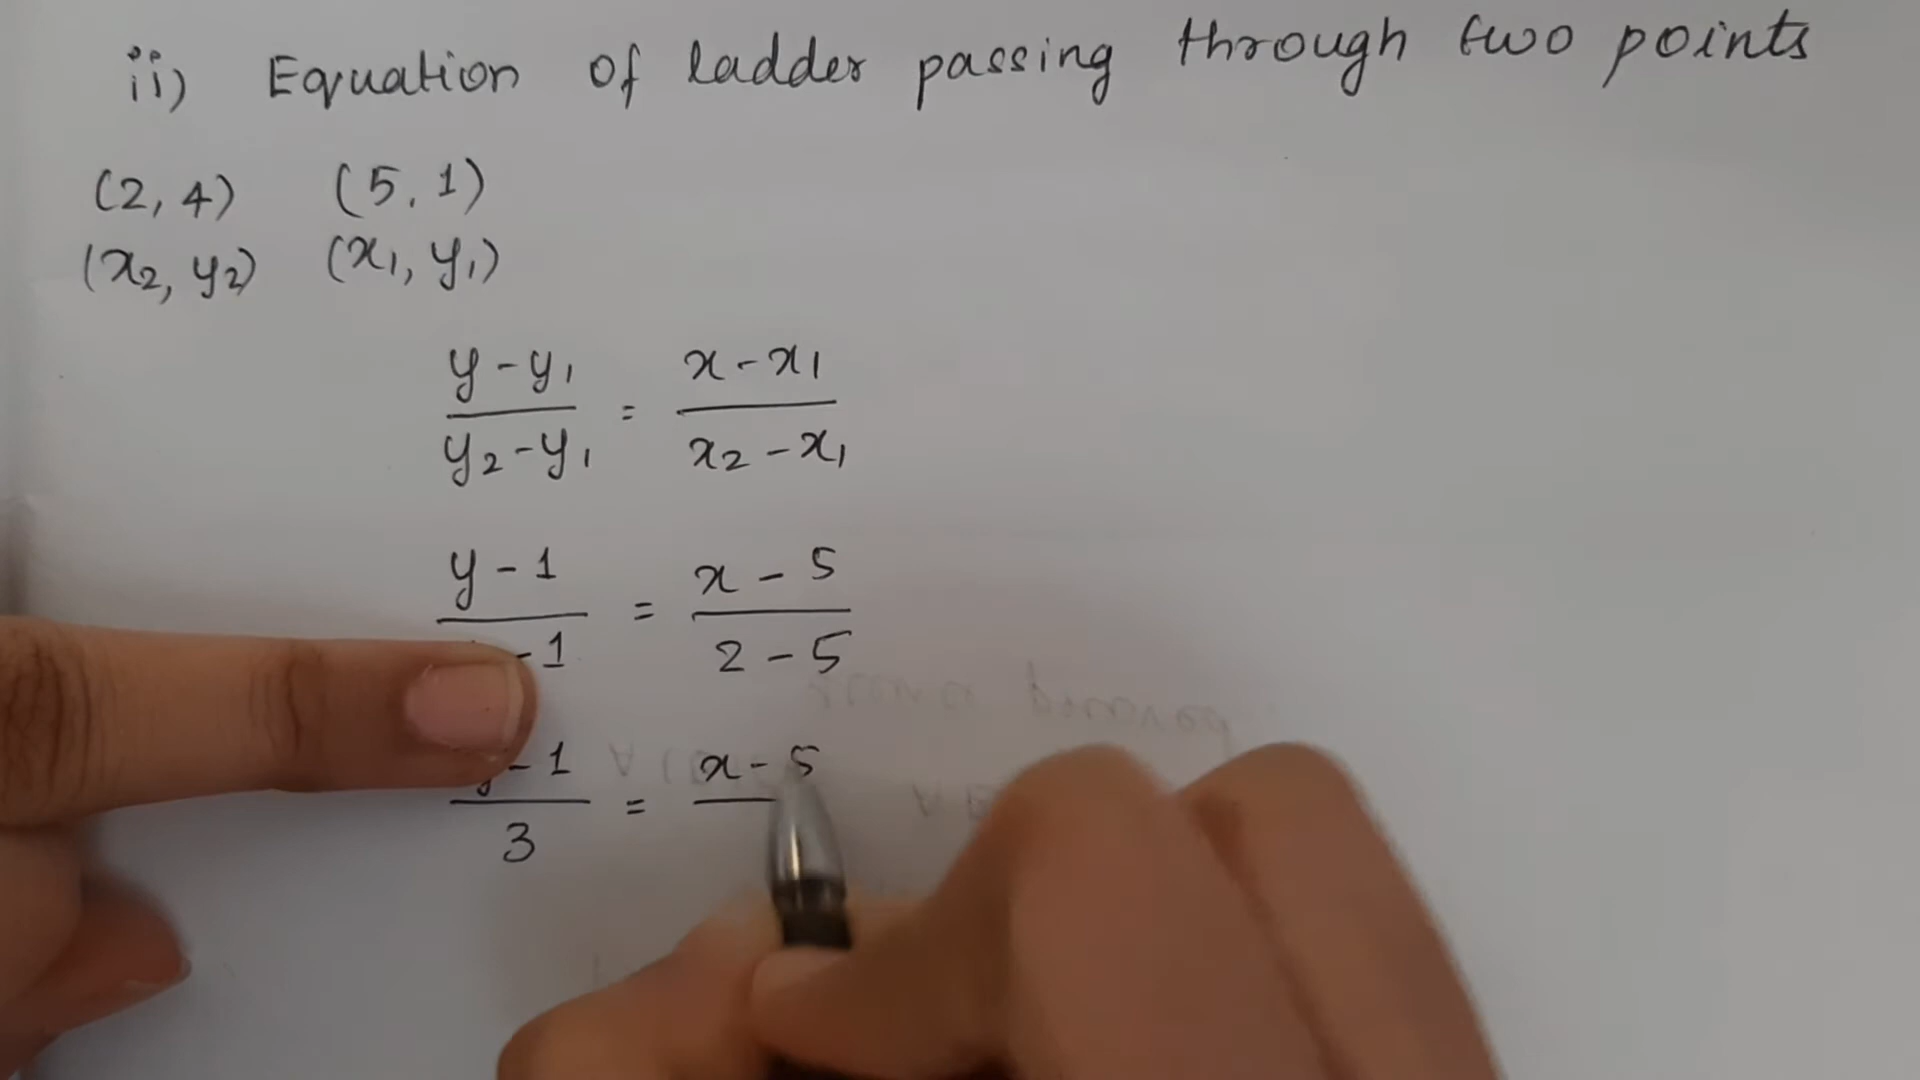 ii) Equation of ladder passing through two points
(2, 4) (5, 1)
(x2, y2) (x1, y1)
y - y1 = x - x1
y2 - y1 x2 - x1
y - 1 = x - 5
- 1 2 - 5
- 1 = x - 5
3